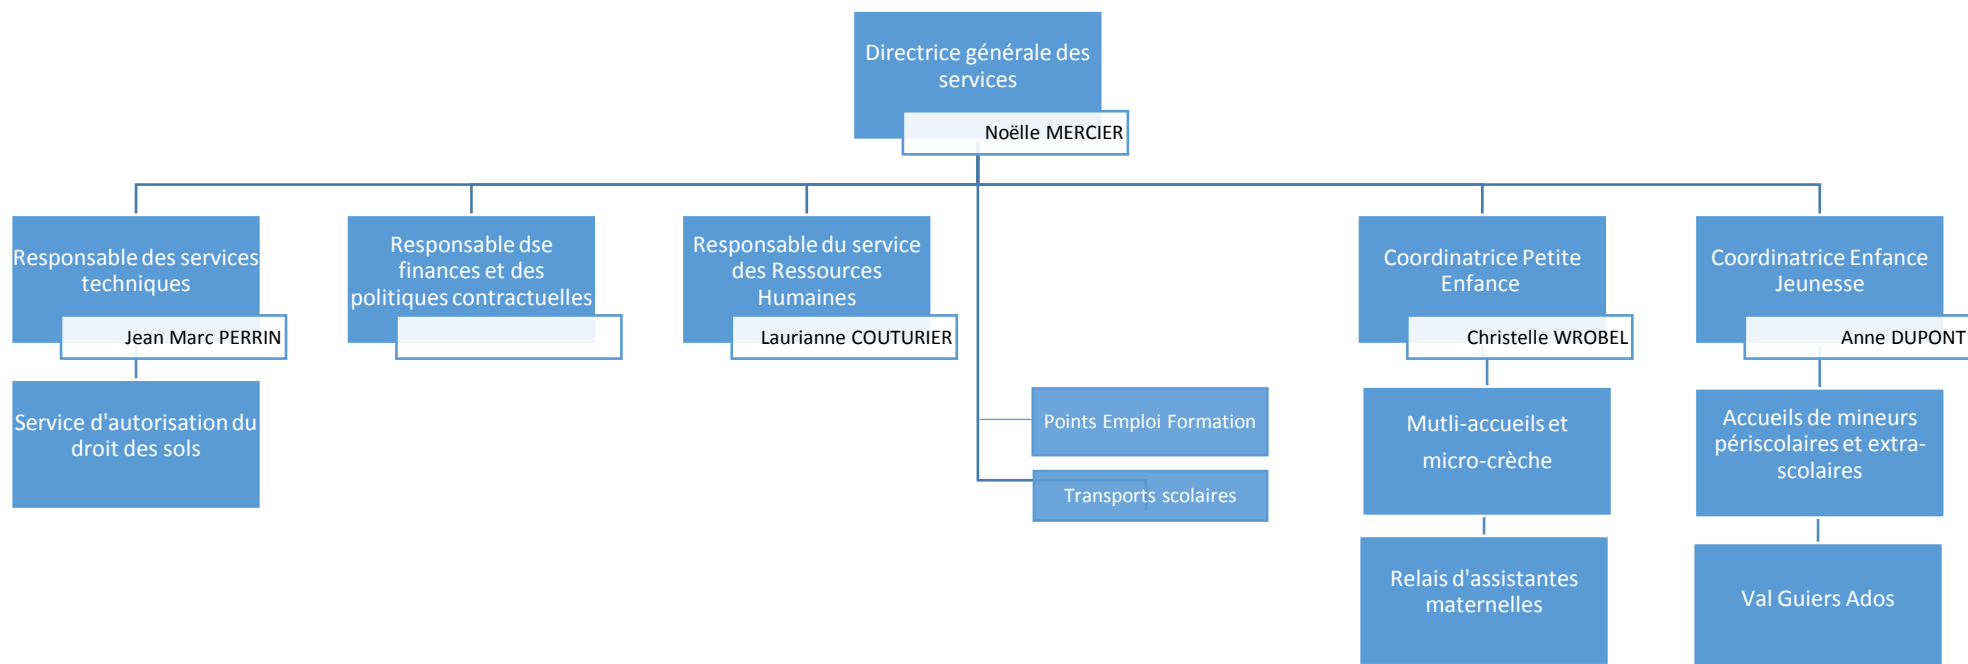 Directrice générale des
services
Noëlle MERCIER
Responsable des services
techniques
Jean Marc PERRIN
Responsable dse
finances et des
politiques contractuelles
Responsable du service
des Ressources
Humaines
Laurianne COUTURIER
Coordinatrice Petite
Enfance
Christelle WROBEL
Coordinatrice Enfance
Jeunesse
Anne DUPONT
Service d'autorisation du
droit des sols
Points Emploi Formation
Transports scolaires
Mutli-accueils et
micro-crèche
Accueils de mineurs
périscolaires et extra-
scolaires
Relais d'assistantes
maternelles
Val Guiers Ados